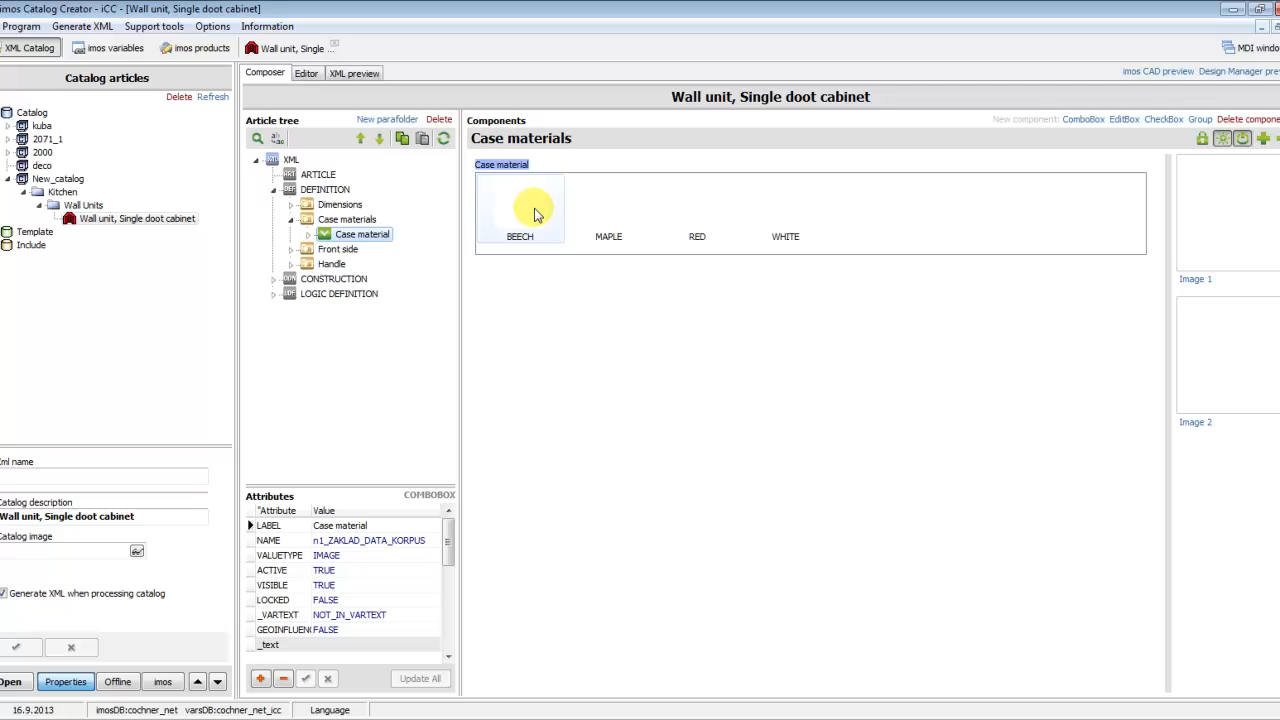 imos Catalog Creator - iCC - [Wall unit, Single doot cabinet]
Program Generate XML Support tools Options Information
XML Catalog imos variables imos products Wall unit, Single ... MDI windo
Catalog articles
Delete Refresh
Catalog
kuba
2071_1
2000
deco
New_catalog
Kitchen
Wall Units
Wall unit, Single doot cabinet
Template
Include
Xml name
Catalog description
Wall unit, Single doot cabinet
Catalog image
Generate XML when processing catalog
Open Properties Offline imos
Composer Editor XML preview
imos CAD preview Design Manager prev
Wall unit, Single doot cabinet
Article tree New parafolder Delete
XML
ARTICLE
DEFINITION
Dimensions
Case materials
Case material
Front side
Handle
CONSTRUCTION
LOGIC DEFINITION
Attributes COMBOBOX
"Attribute Value
LABEL Case material
NAME n1_ZAKLAD_DATA_KORPUS
VALUETYPE IMAGE
ACTIVE TRUE
VISIBLE TRUE
LOCKED FALSE
_VARTEXT NOT_IN_VARTEXT
GEOINFLUEN FALSE
_text
Update All
Components New component: ComboBox EditBox CheckBox Group Delete compone
Case materials
Case material
BEECH MAPLE RED WHITE
Image 1
Image 2
16.9.2013 imosDB:cochner_net varsDB:cochner_net_icc Language